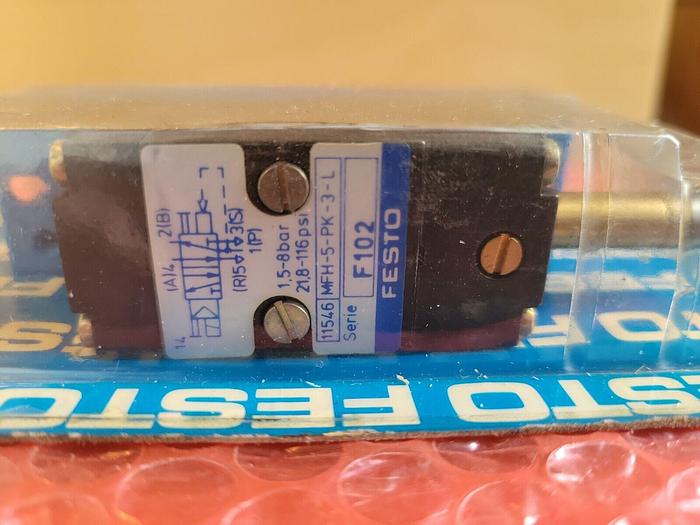 14
(A)4
2(B)
(R)5
3(S)
1(P)
1,5-8bar
21,8-116psi
11546 MFH-5-PK-3-L
Serie F102
FESTO
FESTO FESTO